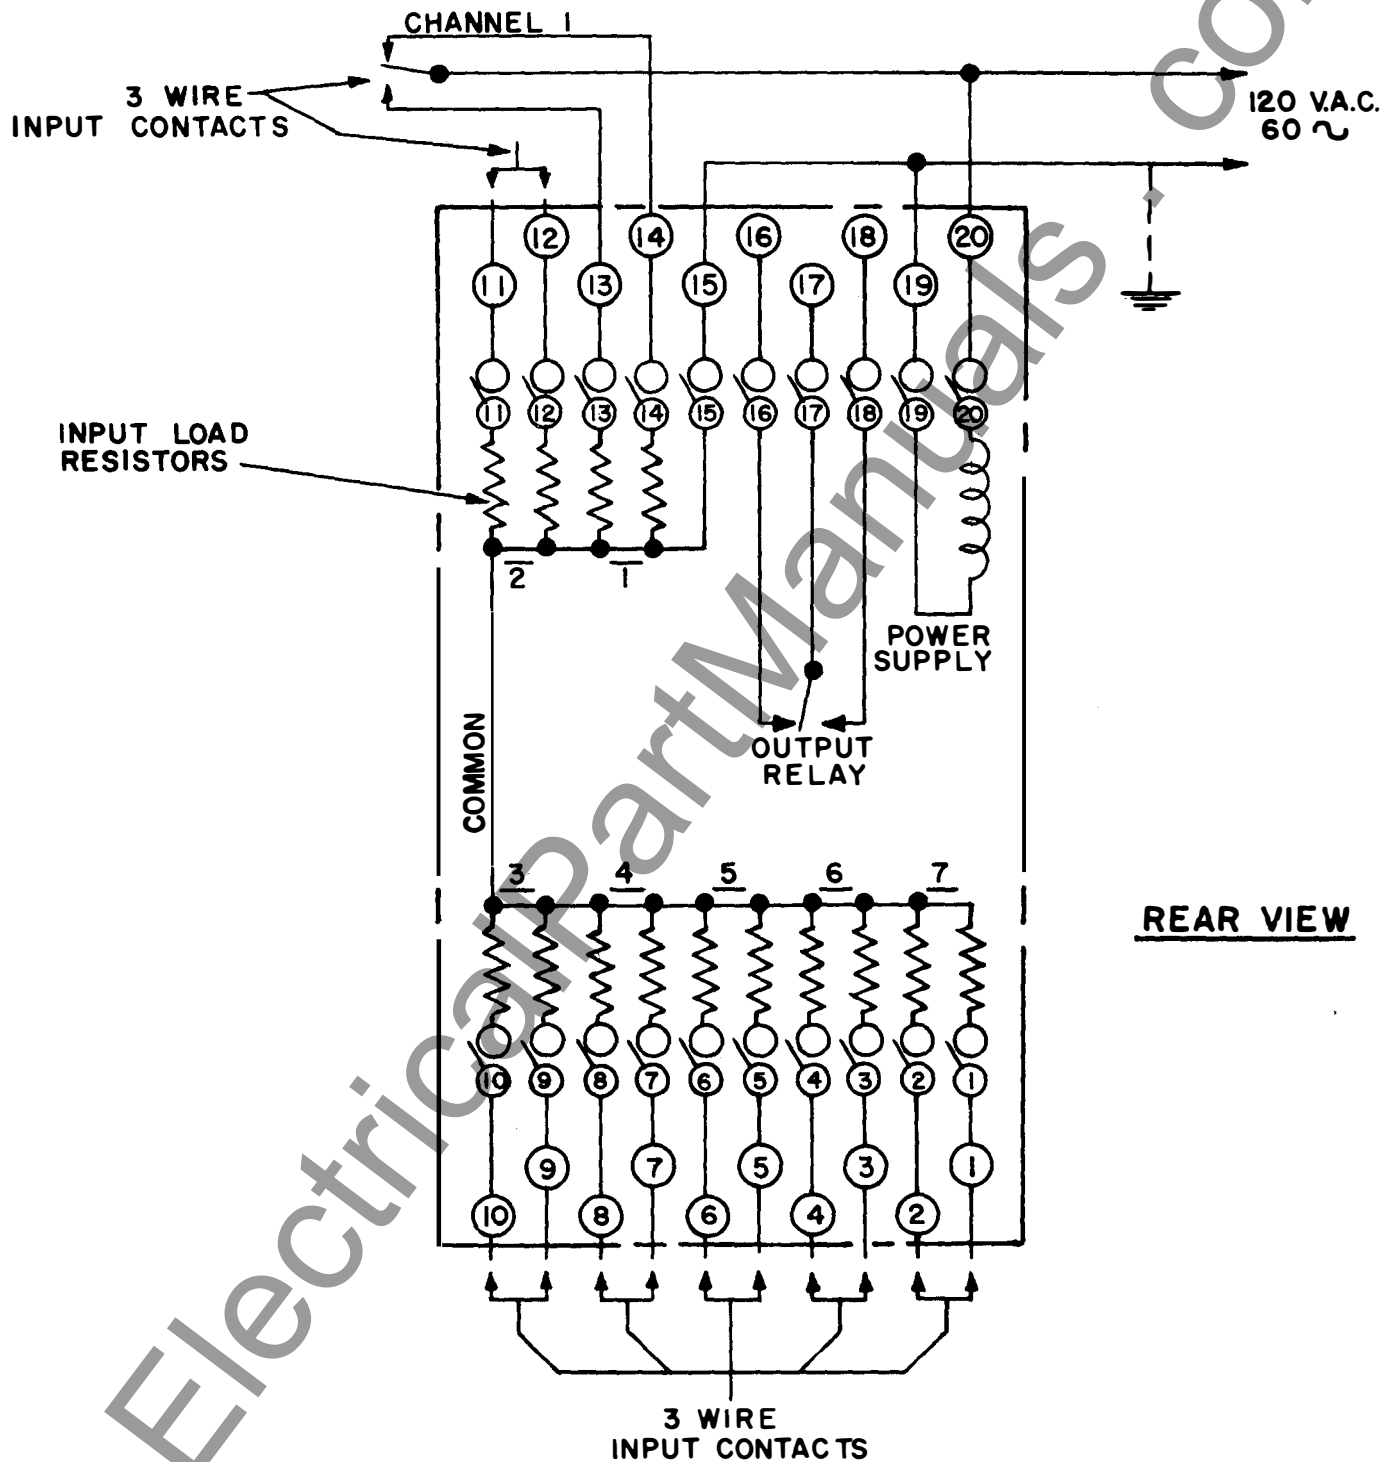 CHANNEL 1
3 WIRE
INPUT CONTACTS
120 V.A.C.
60 ∿
12 14 16 18 20
11 13 15 17 19
11 12 13 14 15 16 17 18 19 20
INPUT LOAD
RESISTORS
2 1
POWER
SUPPLY
OUTPUT
RELAY
COMMON
3 4 5 6 7
REAR VIEW
10 9 8 7 6 5 4 3 2 1
9 7 5 3 1
10 8 6 4 2
3 WIRE
INPUT CONTACTS
ElectricalPartManuals . com